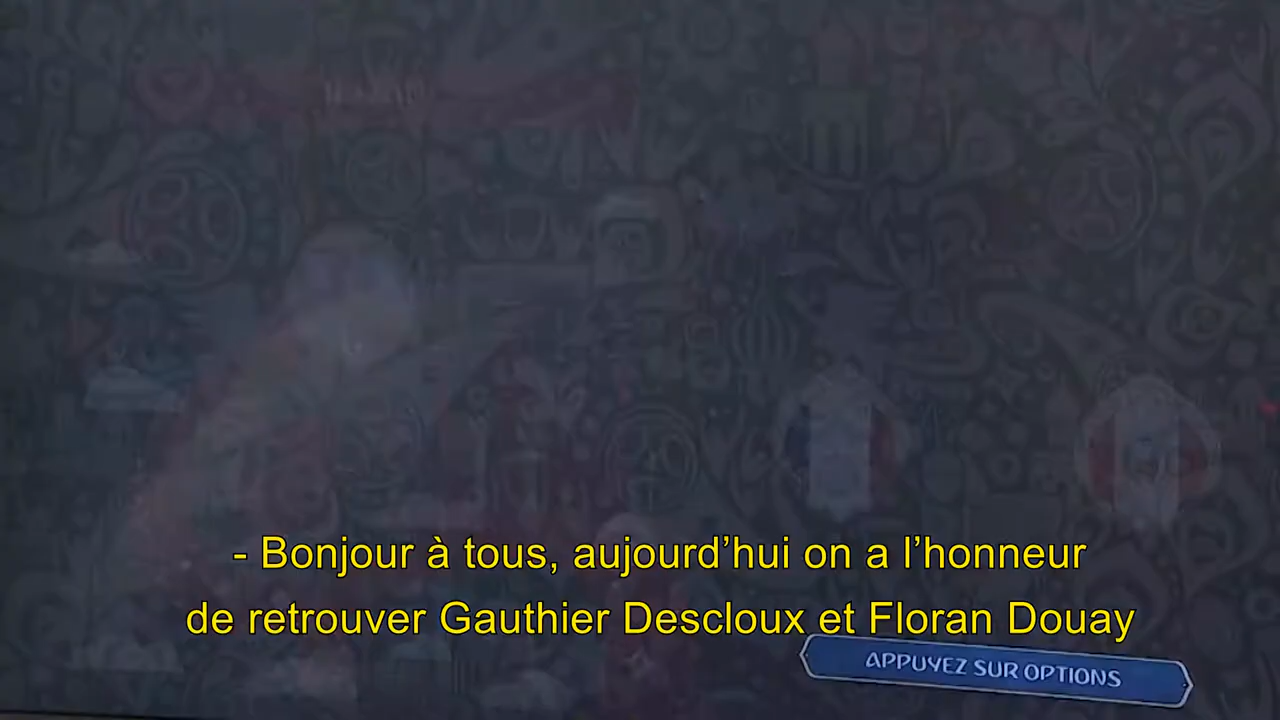 - Bonjour à tous, aujourd’hui on a l’honneur
de retrouver Gauthier Descloux et Floran Douay
APPUYEZ SUR OPTIONS